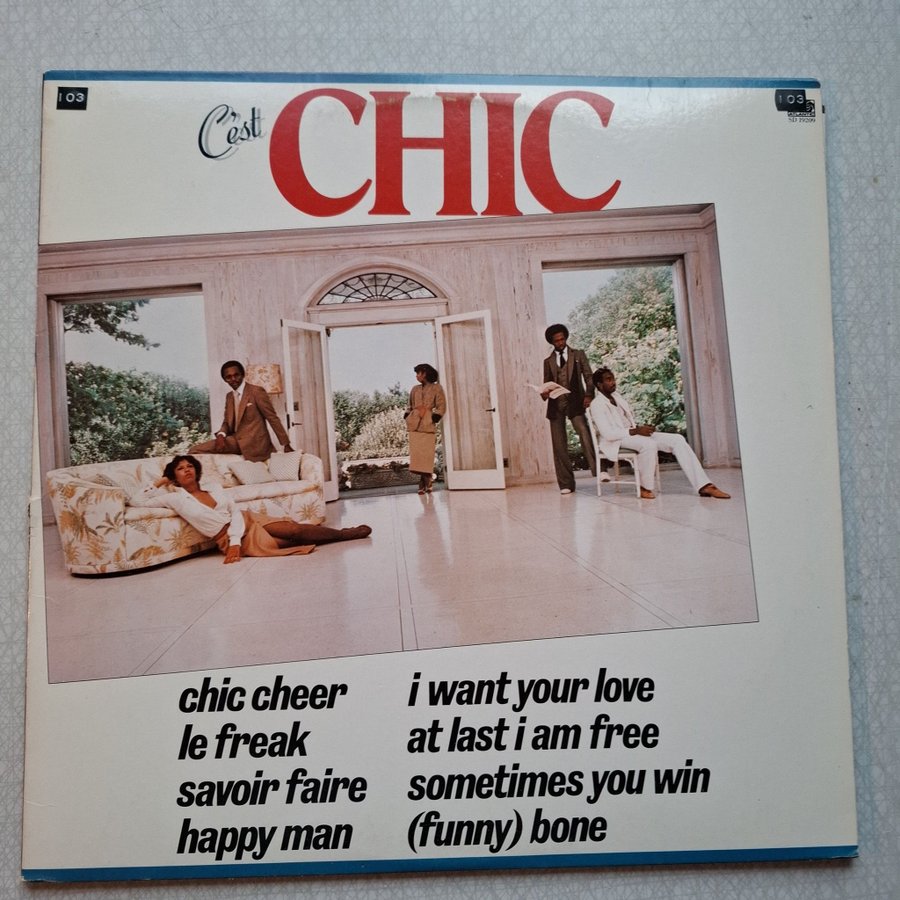 103
103
C'est
CHIC
ATLANTIC
SD 19209
chic cheer
le freak
savoir faire
happy man
i want your love
at last i am free
sometimes you win
(funny) bone